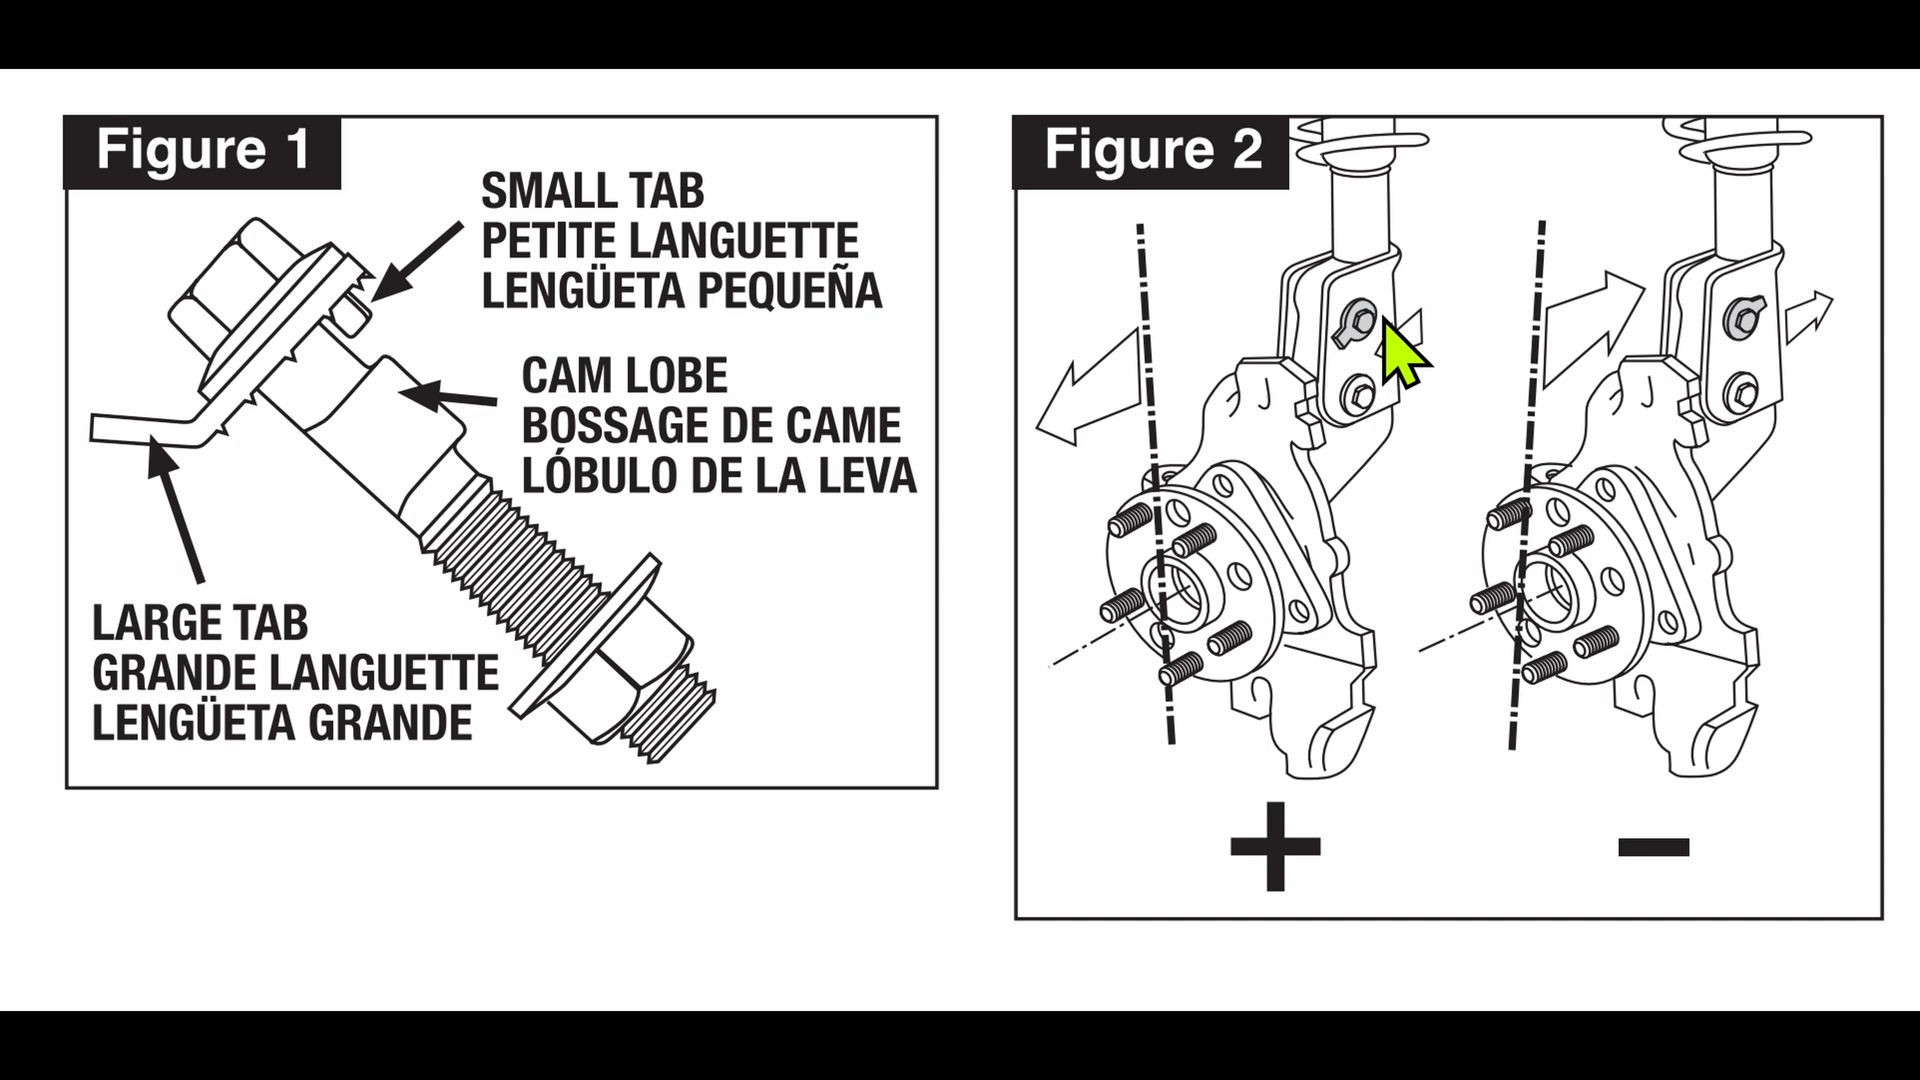 Figure 1
SMALL TAB
PETITE LANGUETTE
LENGÜETA PEQUEÑA
CAM LOBE
BOSSAGE DE CAME
LÓBULO DE LA LEVA
LARGE TAB
GRANDE LANGUETTE
LENGÜETA GRANDE
Figure 2
+ −